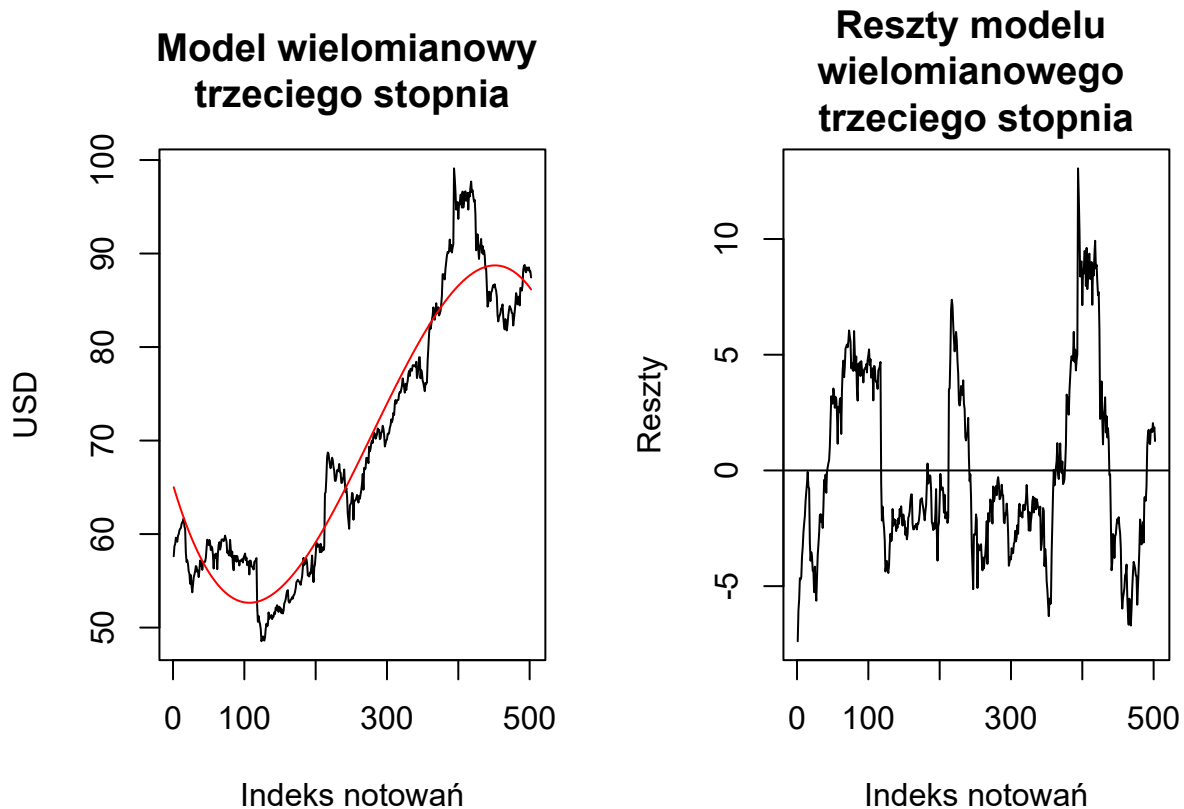 Model wielomianowy
trzeciego stopnia
100
90
80
70
60
50
USD
0 100 300 500
Indeks notowań
Reszty modelu
wielomianowego
trzeciego stopnia
10
5
0
-5
Reszty
0 100 300 500
Indeks notowań